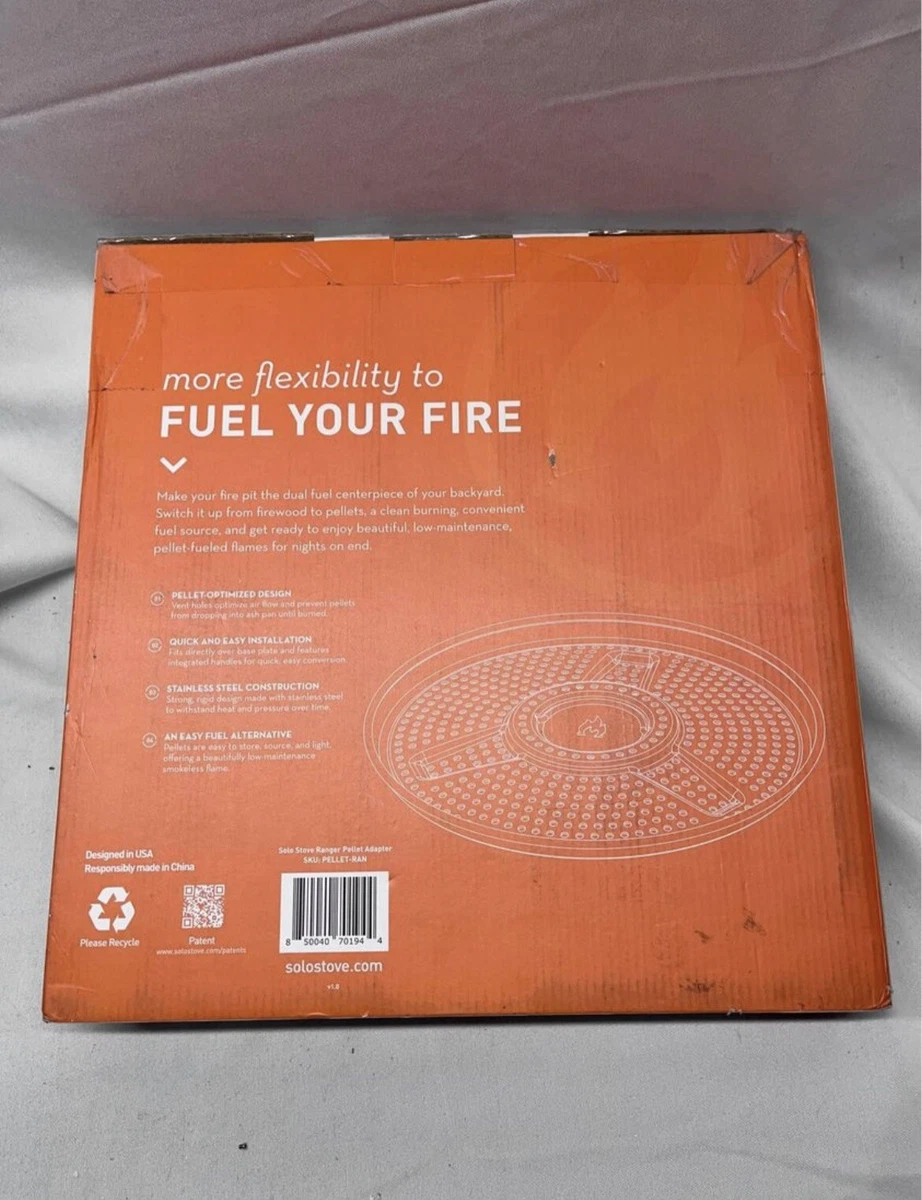 more flexibility to
FUEL YOUR FIRE
Make your fire pit the dual fuel centerpiece of your backyard.
Switch it up from firewood to pellets, a clean burning, convenient
fuel source, and get ready to enjoy beautiful, low-maintenance,
pellet-fueled flames for nights on end.
01 PELLET-OPTIMIZED DESIGN
Vent holes optimize air flow and prevent pellets
from dropping into ash pan until burned.
02 QUICK AND EASY INSTALLATION
Fits directly over base plate and features
integrated handles for quick, easy conversion.
03 STAINLESS STEEL CONSTRUCTION
Strong, rigid design made with stainless steel
to withstand heat and pressure over time.
04 AN EASY FUEL ALTERNATIVE
Pellets are easy to store, source, and light,
offering a beautifully low-maintenance
smokeless flame.
Designed in USA
Responsibly made in China
Please Recycle
Patent
www.solostove.com/patents
Solo Stove Ranger Pellet Adapter
SKU: PELLET-RAN
8 50040 70194 4
solostove.com
v1.0